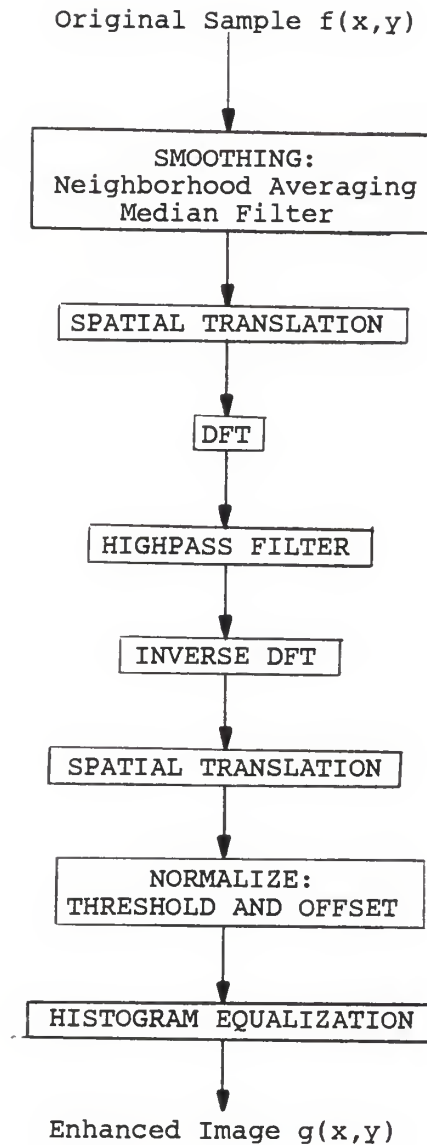 Original Sample f(x,y)
SMOOTHING:
Neighborhood Averaging
Median Filter
SPATIAL TRANSLATION
DFT
HIGHPASS FILTER
INVERSE DFT
SPATIAL TRANSLATION
NORMALIZE:
THRESHOLD AND OFFSET
HISTOGRAM EQUALIZATION
Enhanced Image g(x,y)